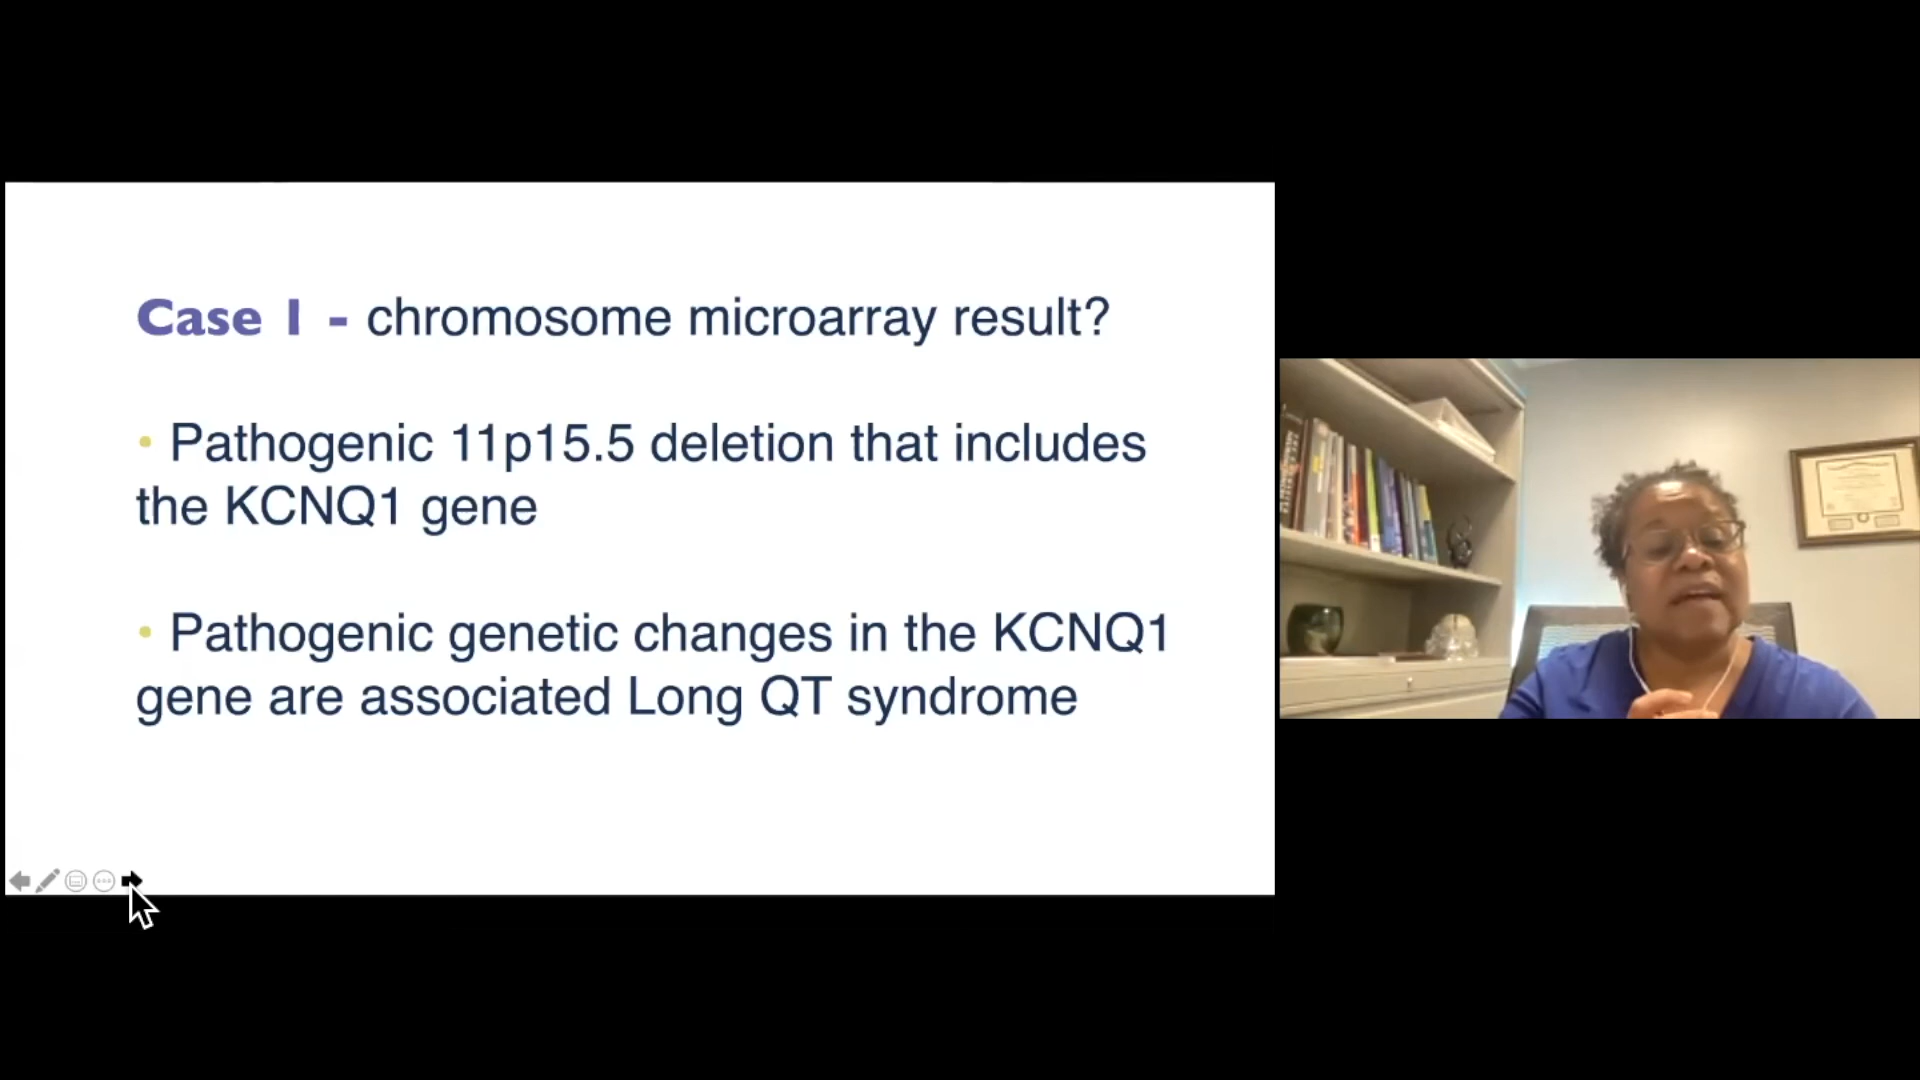 Case 1 - chromosome microarray result?
• Pathogenic 11p15.5 deletion that includes
the KCNQ1 gene
• Pathogenic genetic changes in the KCNQ1
gene are associated Long QT syndrome